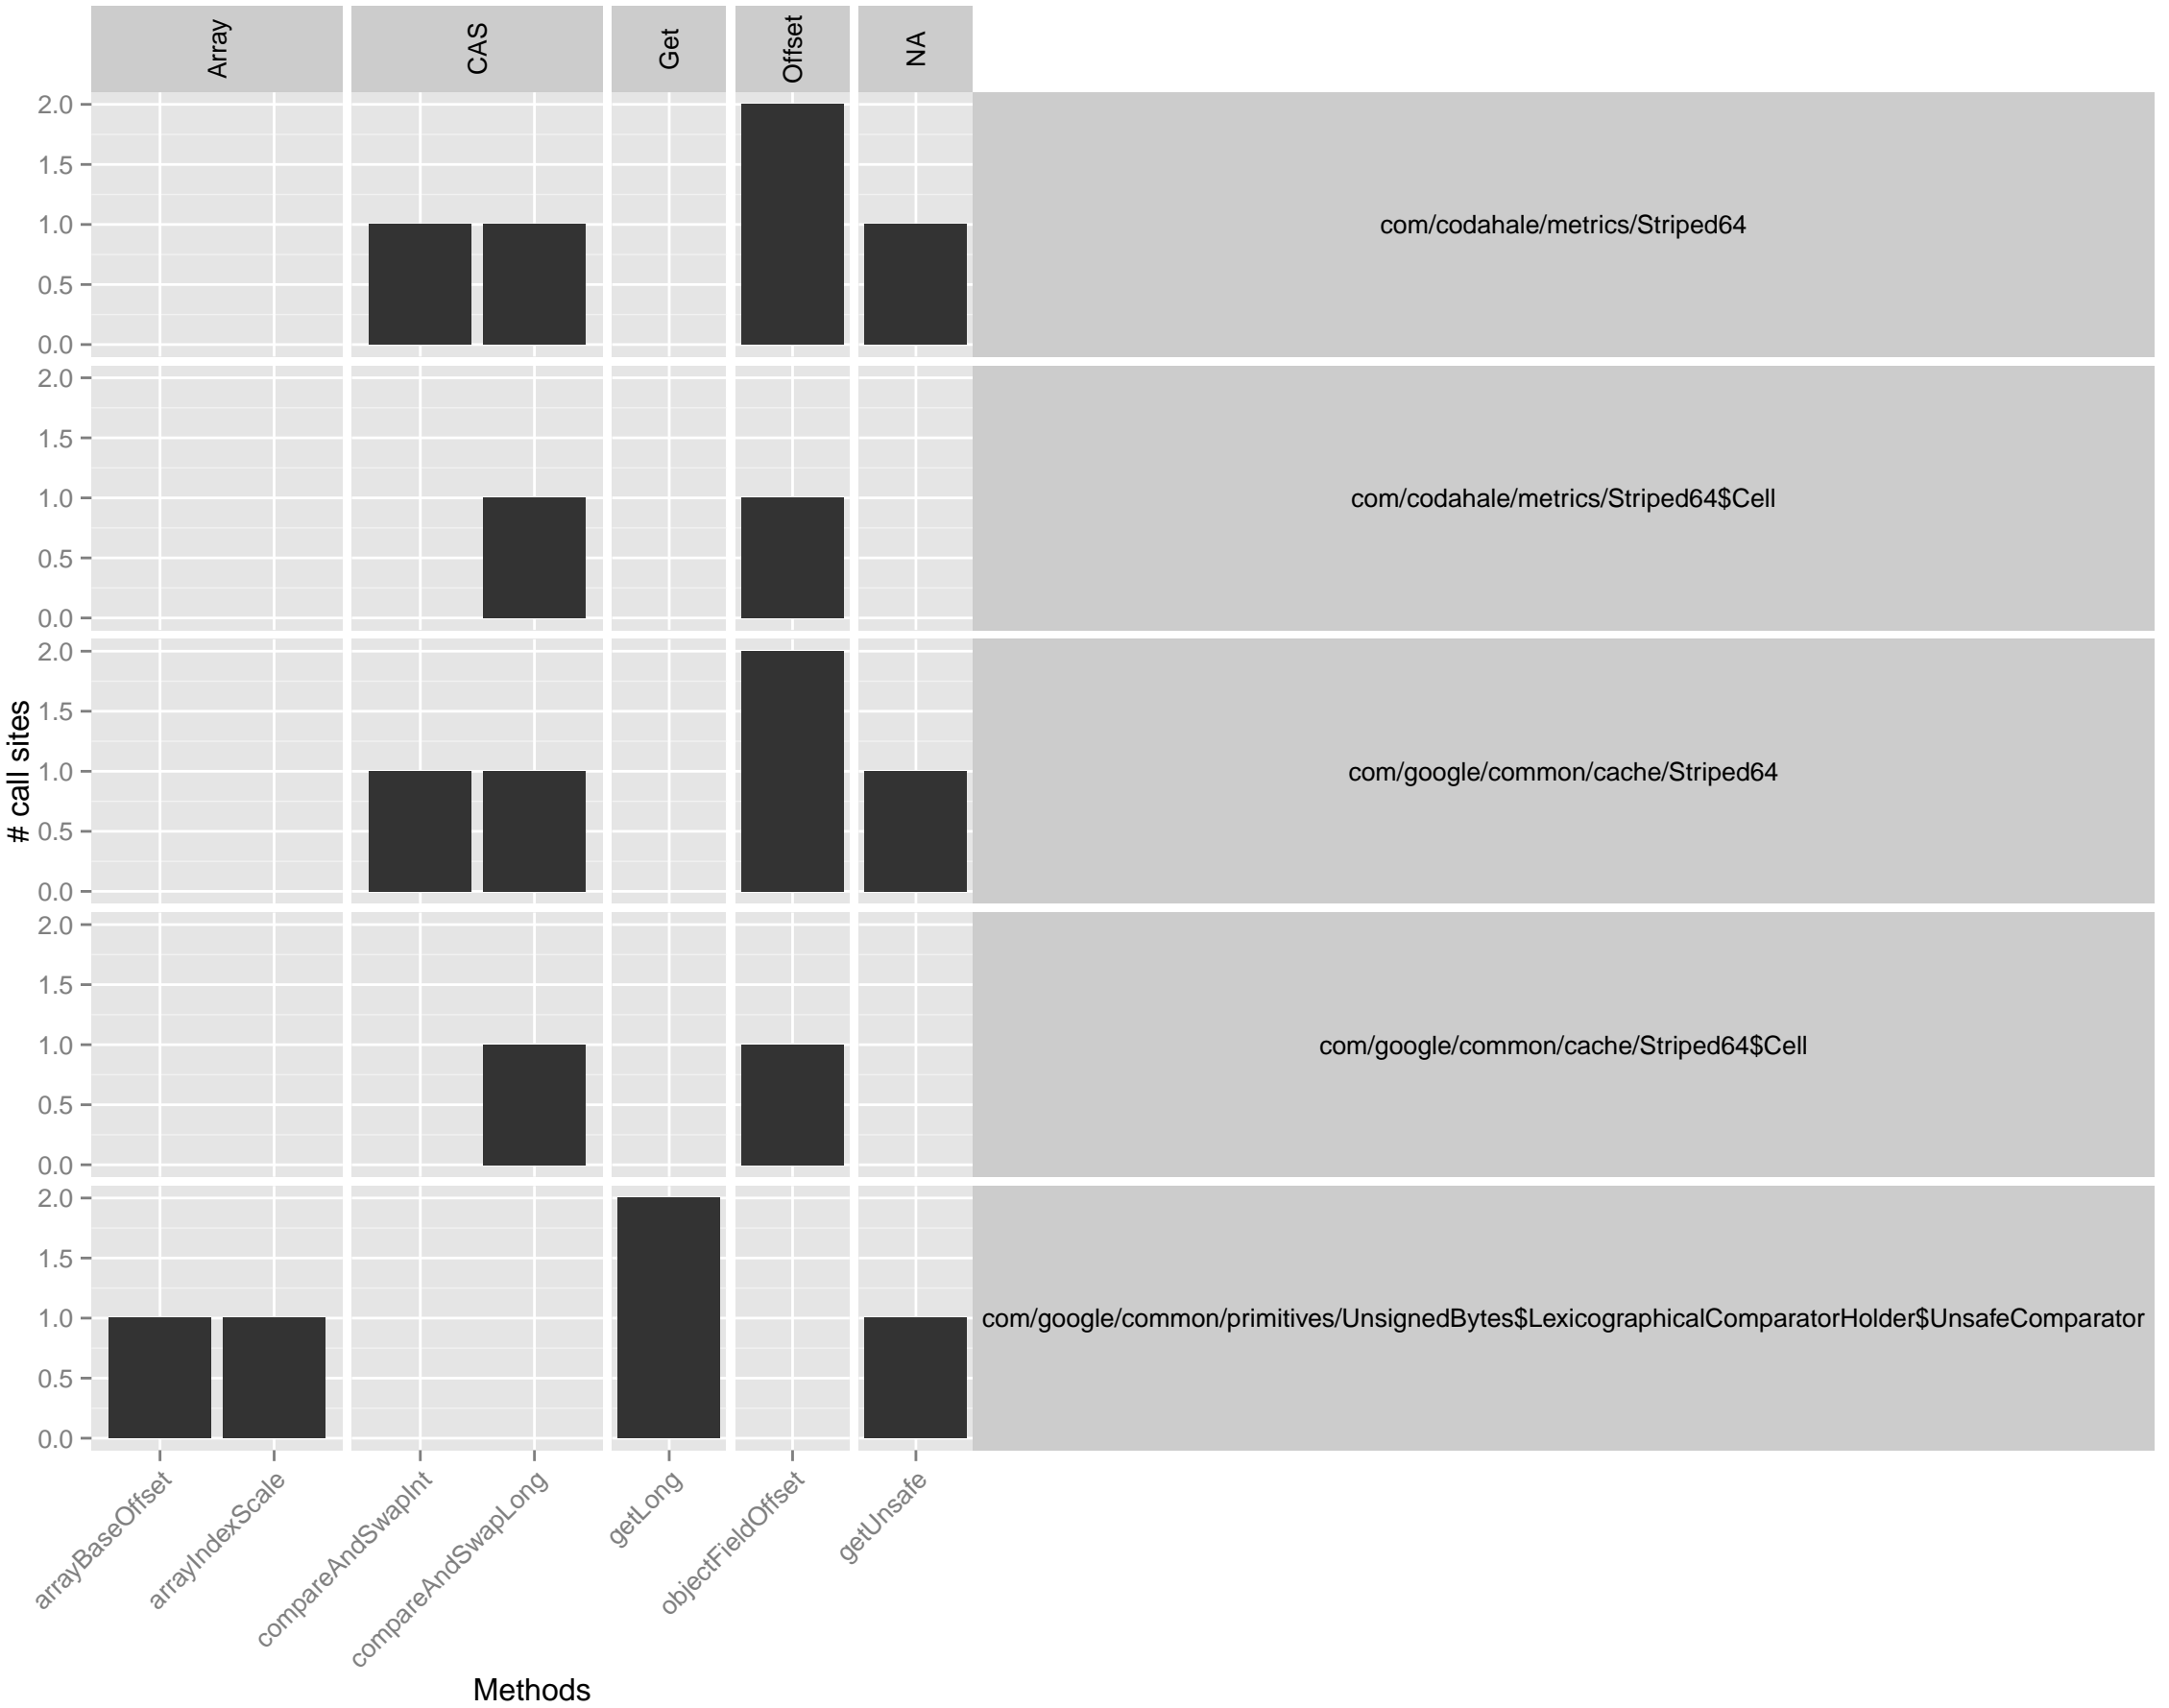 Array
CAS
Get
Offset
NA
2.0
1.5
1.0
0.5
0.0
com/codahale/metrics/Striped64
2.0
1.5
1.0
0.5
0.0
com/codahale/metrics/Striped64$Cell
2.0
1.5
1.0
0.5
0.0
com/google/common/cache/Striped64
2.0
1.5
1.0
0.5
0.0
com/google/common/cache/Striped64$Cell
2.0
1.5
1.0
0.5
0.0
com/google/common/primitives/UnsignedBytes$LexicographicalComparatorHolder$UnsafeComparator
# call sites
arrayBaseOffset
arrayIndexScale
compareAndSwapInt
compareAndSwapLong
getLong
objectFieldOffset
getUnsafe
Methods